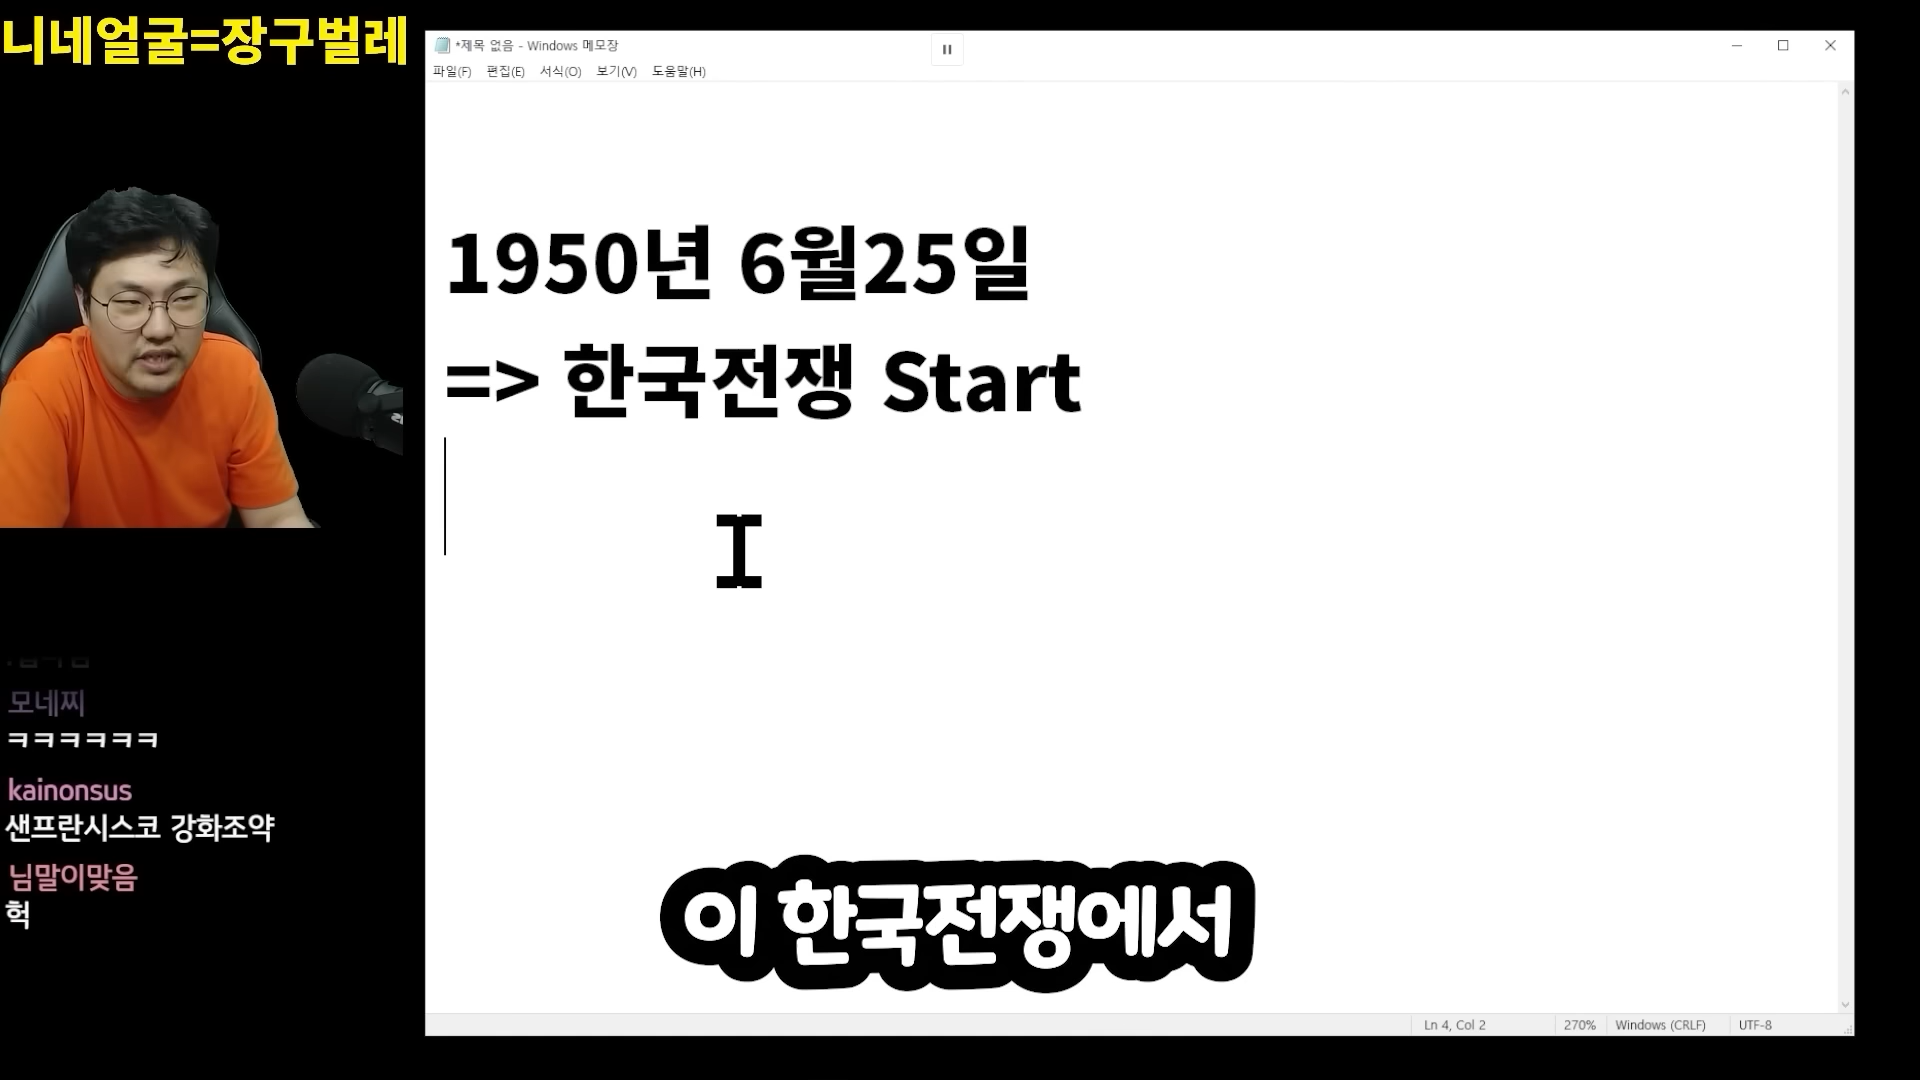 니네얼굴=장구벌레
*제목 없음 - Windows 메모장
파일(F) 편집(E) 서식(O) 보기(V) 도움말(H)
1950년 6월25일
=> 한국전쟁 Start
모네찌
ㅋㅋㅋㅋㅋㅋ
kainonsus
샌프란시스코 강화조약
님말이맞음
헉
이 한국전쟁에서
Ln 4, Col 2 270% Windows (CRLF) UTF-8